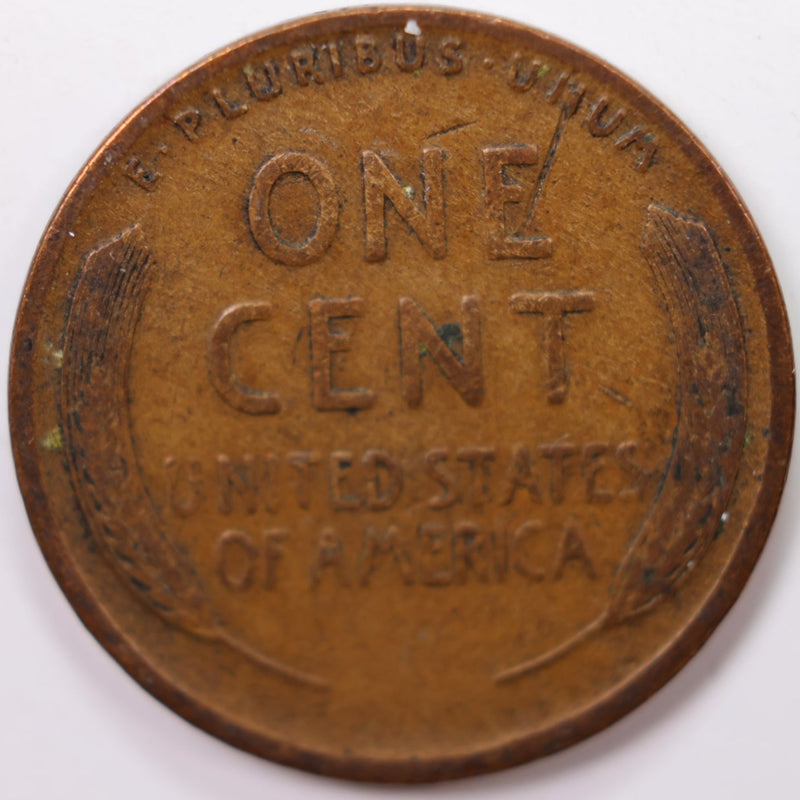 E·PLURIBUS·UNUM
ONE
CENT
UNITED STATES
OF AMERICA